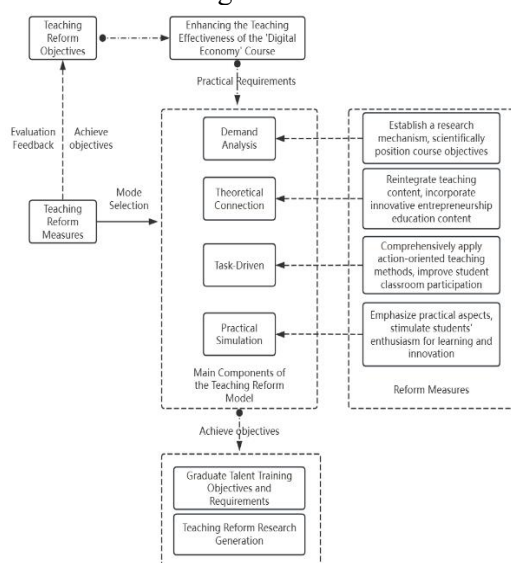 Teaching
Reform
Objectives
Enhancing the Teaching
Effectiveness of the 'Digital
Economy' Course
Practical Requirements
Evaluation
Feedback
Achieve
objectives
Mode
Selection
Teaching
Reform
Measures
Demand
Analysis
Theoretical
Connection
Task-Driven
Practical
Simulation
Main Components of
the Teaching Reform
Model
Establish a research
mechanism, scientifically
position course objectives
Reintegrate teaching
content, incorporate
innovative entrepreneurship
education content
Comprehensively apply
action-oriented teaching
methods, improve student
classroom participation
Emphasize practical aspects,
stimulate students'
enthusiasm for learning and
innovation
Reform Measures
Achieve objectives
Graduate Talent Training
Objectives and
Requirements
Teaching Reform Research
Generation